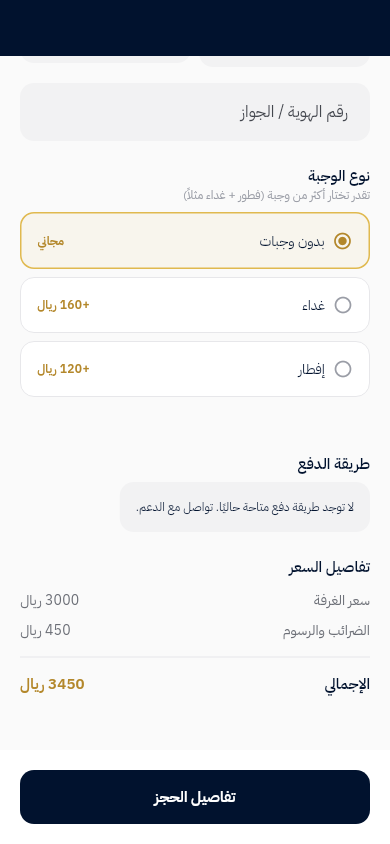 رقم الهوية / الجواز
نوع الوجبة
تقدر تختار أكثر من وجبة (فطور + غداء مثلاً)
بدون وجبات
مجاني
غداء
+160 ريال
إفطار
+120 ريال
طريقة الدفع
لا توجد طريقة دفع متاحة حاليًا. تواصل مع الدعم.
تفاصيل السعر
سعر الغرفة
3000 ريال
الضرائب والرسوم
450 ريال
الإجمالي
3450 ريال
تفاصيل الحجز